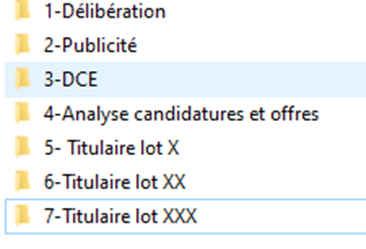 1-Délibération
2-Publicité
3-DCE
4-Analyse candidatures et offres
5- Titulaire lot X
6-Titulaire lot XX
7-Titulaire lot XXX